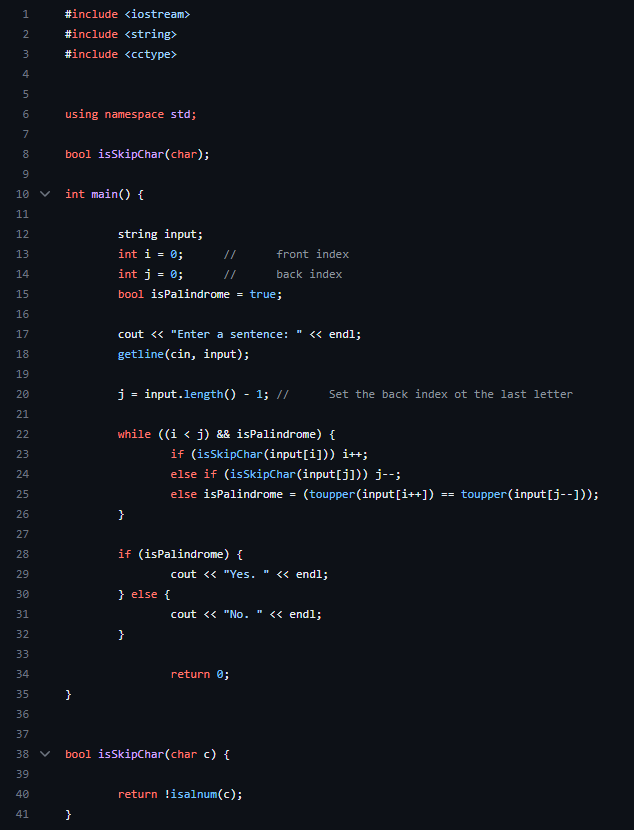 1 #include <iostream>
2 #include <string>
3 #include <cctype>
4
5
6 using namespace std;
7
8 bool isSkipChar(char);
9
10 int main() {
11
12 string input;
13 int i = 0; // front index
14 int j = 0; // back index
15 bool isPalindrome = true;
16
17 cout << "Enter a sentence: " << endl;
18 getline(cin, input);
19
20 j = input.length() - 1; // Set the back index ot the last letter
21
22 while ((i < j) && isPalindrome) {
23 if (isSkipChar(input[i])) i++;
24 else if (isSkipChar(input[j])) j--;
25 else isPalindrome = (toupper(input[i++]) == toupper(input[j--]));
26 }
27
28 if (isPalindrome) {
29 cout << "Yes. " << endl;
30 } else {
31 cout << "No. " << endl;
32 }
33
34 return 0;
35 }
36
37
38 bool isSkipChar(char c) {
39
40 return !isalnum(c);
41 }